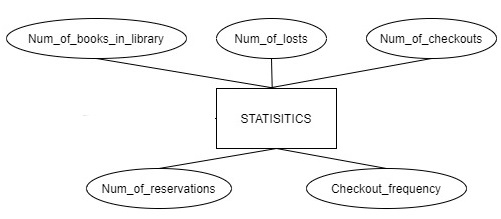 Num_of_books_in_library
Num_of_losts
Num_of_checkouts
STATISITICS
Num_of_reservations
Checkout_frequency